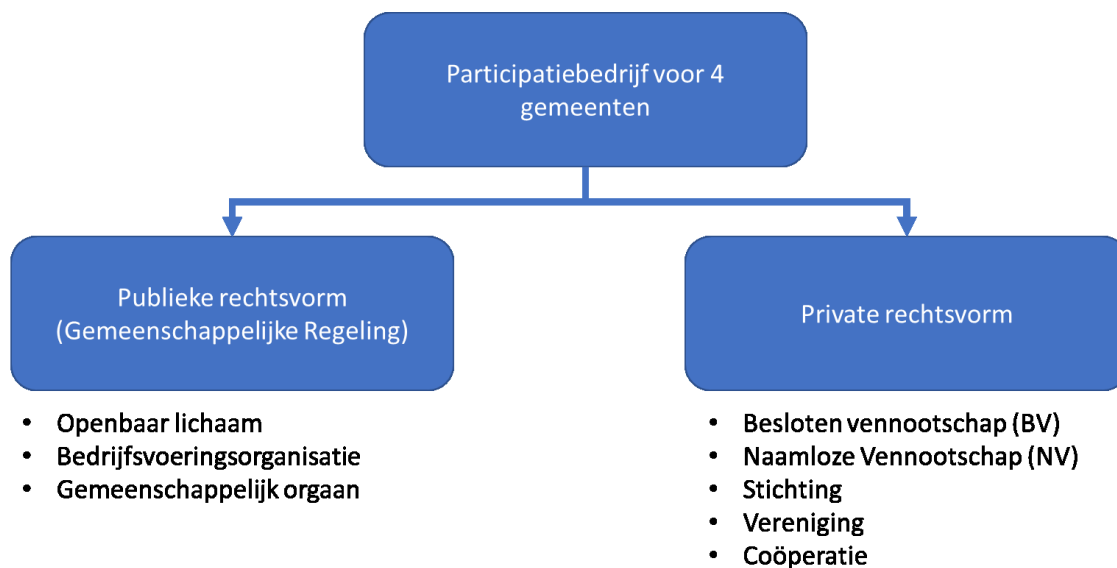 Participatiebedrijf voor 4
gemeenten
Publieke rechtsvorm
(Gemeenschappelijke Regeling)
Private rechtsvorm
• Openbaar lichaam
• Bedrijfsvoeringsorganisatie
• Gemeenschappelijk orgaan
• Besloten vennootschap (BV)
• Naamloze Vennootschap (NV)
• Stichting
• Vereniging
• Coöperatie